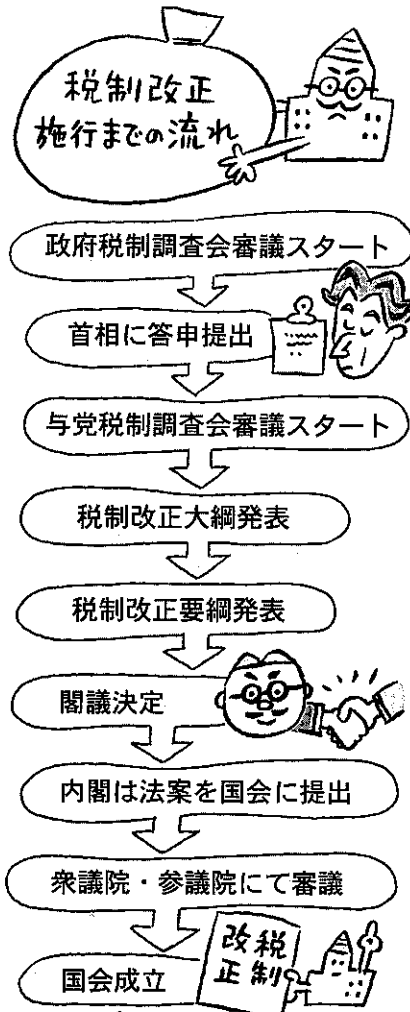 税制改正
施行までの流れ
政府税制調査会審議スタート
首相に答申提出
与党税制調査会審議スタート
税制改正大綱発表
税制改正要綱発表
閣議決定
内閣は法案を国会に提出
衆議院・参議院にて審議
国会成立
税制
改正